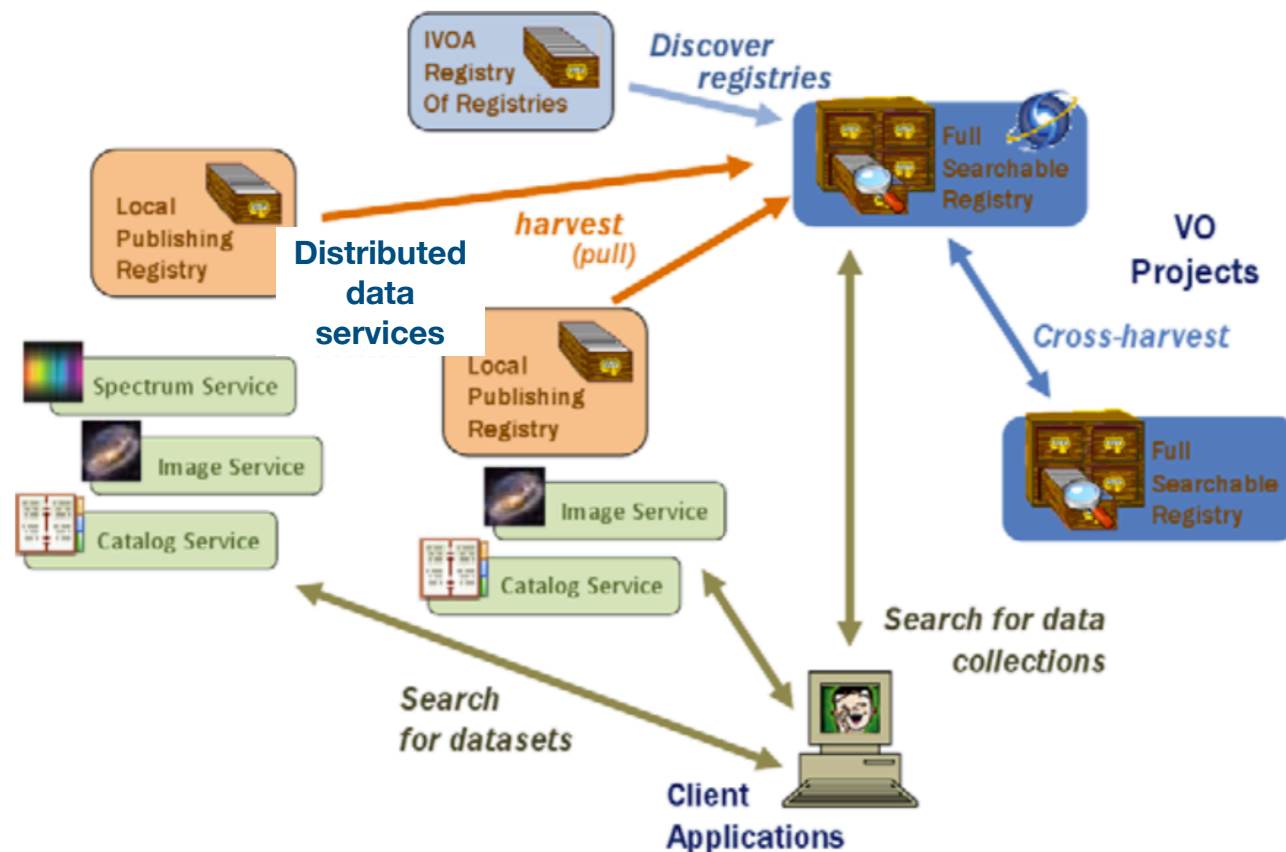 IVOA
Registry
Of Registries
Discover
registries
Full
Searchable
Registry
Local
Publishing
Registry
Distributed
data
services
harvest
(pull)
VO
Projects
Local
Publishing
Registry
Cross-harvest
Spectrum Service
Image Service
Catalog Service
Image Service
Catalog Service
Full
Searchable
Registry
Search for data
collections
Search
for datasets
Client
Applications